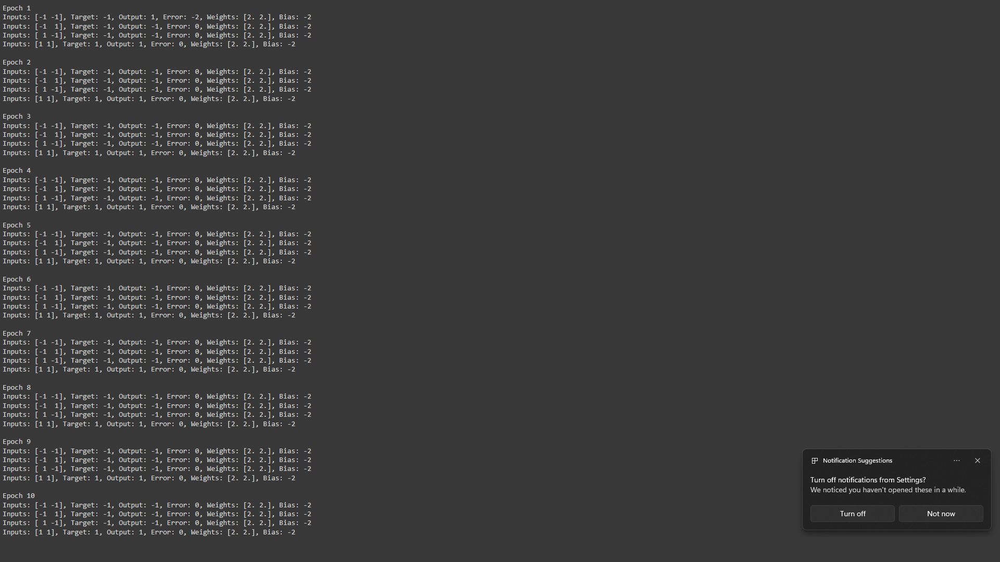 Epoch 1
Inputs: [-1 -1], Target: -1, Output: 1, Error: -2, Weights: [2. 2.], Bias: -2
Inputs: [-1  1], Target: -1, Output: -1, Error: 0, Weights: [2. 2.], Bias: -2
Inputs: [ 1 -1], Target: -1, Output: -1, Error: 0, Weights: [2. 2.], Bias: -2
Inputs: [1 1], Target: 1, Output: 1, Error: 0, Weights: [2. 2.], Bias: -2
Epoch 2
Inputs: [-1 -1], Target: -1, Output: -1, Error: 0, Weights: [2. 2.], Bias: -2
Inputs: [-1  1], Target: -1, Output: -1, Error: 0, Weights: [2. 2.], Bias: -2
Inputs: [ 1 -1], Target: -1, Output: -1, Error: 0, Weights: [2. 2.], Bias: -2
Inputs: [1 1], Target: 1, Output: 1, Error: 0, Weights: [2. 2.], Bias: -2
Epoch 3
Inputs: [-1 -1], Target: -1, Output: -1, Error: 0, Weights: [2. 2.], Bias: -2
Inputs: [-1  1], Target: -1, Output: -1, Error: 0, Weights: [2. 2.], Bias: -2
Inputs: [ 1 -1], Target: -1, Output: -1, Error: 0, Weights: [2. 2.], Bias: -2
Inputs: [1 1], Target: 1, Output: 1, Error: 0, Weights: [2. 2.], Bias: -2
Epoch 4
Inputs: [-1 -1], Target: -1, Output: -1, Error: 0, Weights: [2. 2.], Bias: -2
Inputs: [-1  1], Target: -1, Output: -1, Error: 0, Weights: [2. 2.], Bias: -2
Inputs: [ 1 -1], Target: -1, Output: -1, Error: 0, Weights: [2. 2.], Bias: -2
Inputs: [1 1], Target: 1, Output: 1, Error: 0, Weights: [2. 2.], Bias: -2
Epoch 5
Inputs: [-1 -1], Target: -1, Output: -1, Error: 0, Weights: [2. 2.], Bias: -2
Inputs: [-1  1], Target: -1, Output: -1, Error: 0, Weights: [2. 2.], Bias: -2
Inputs: [ 1 -1], Target: -1, Output: -1, Error: 0, Weights: [2. 2.], Bias: -2
Inputs: [1 1], Target: 1, Output: 1, Error: 0, Weights: [2. 2.], Bias: -2
Epoch 6
Inputs: [-1 -1], Target: -1, Output: -1, Error: 0, Weights: [2. 2.], Bias: -2
Inputs: [-1  1], Target: -1, Output: -1, Error: 0, Weights: [2. 2.], Bias: -2
Inputs: [ 1 -1], Target: -1, Output: -1, Error: 0, Weights: [2. 2.], Bias: -2
Inputs: [1 1], Target: 1, Output: 1, Error: 0, Weights: [2. 2.], Bias: -2
Epoch 7
Inputs: [-1 -1], Target: -1, Output: -1, Error: 0, Weights: [2. 2.], Bias: -2
Inputs: [-1  1], Target: -1, Output: -1, Error: 0, Weights: [2. 2.], Bias: -2
Inputs: [ 1 -1], Target: -1, Output: -1, Error: 0, Weights: [2. 2.], Bias: -2
Inputs: [1 1], Target: 1, Output: 1, Error: 0, Weights: [2. 2.], Bias: -2
Epoch 8
Inputs: [-1 -1], Target: -1, Output: -1, Error: 0, Weights: [2. 2.], Bias: -2
Inputs: [-1  1], Target: -1, Output: -1, Error: 0, Weights: [2. 2.], Bias: -2
Inputs: [ 1 -1], Target: -1, Output: -1, Error: 0, Weights: [2. 2.], Bias: -2
Inputs: [1 1], Target: 1, Output: 1, Error: 0, Weights: [2. 2.], Bias: -2
Epoch 9
Inputs: [-1 -1], Target: -1, Output: -1, Error: 0, Weights: [2. 2.], Bias: -2
Inputs: [-1  1], Target: -1, Output: -1, Error: 0, Weights: [2. 2.], Bias: -2
Inputs: [ 1 -1], Target: -1, Output: -1, Error: 0, Weights: [2. 2.], Bias: -2
Inputs: [1 1], Target: 1, Output: 1, Error: 0, Weights: [2. 2.], Bias: -2
Epoch 10
Inputs: [-1 -1], Target: -1, Output: -1, Error: 0, Weights: [2. 2.], Bias: -2
Inputs: [-1  1], Target: -1, Output: -1, Error: 0, Weights: [2. 2.], Bias: -2
Inputs: [ 1 -1], Target: -1, Output: -1, Error: 0, Weights: [2. 2.], Bias: -2
Inputs: [1 1], Target: 1, Output: 1, Error: 0, Weights: [2. 2.], Bias: -2
Notification Suggestions
Turn off notifications from Settings?
We noticed you haven't opened these in a while.
Turn off
Not now